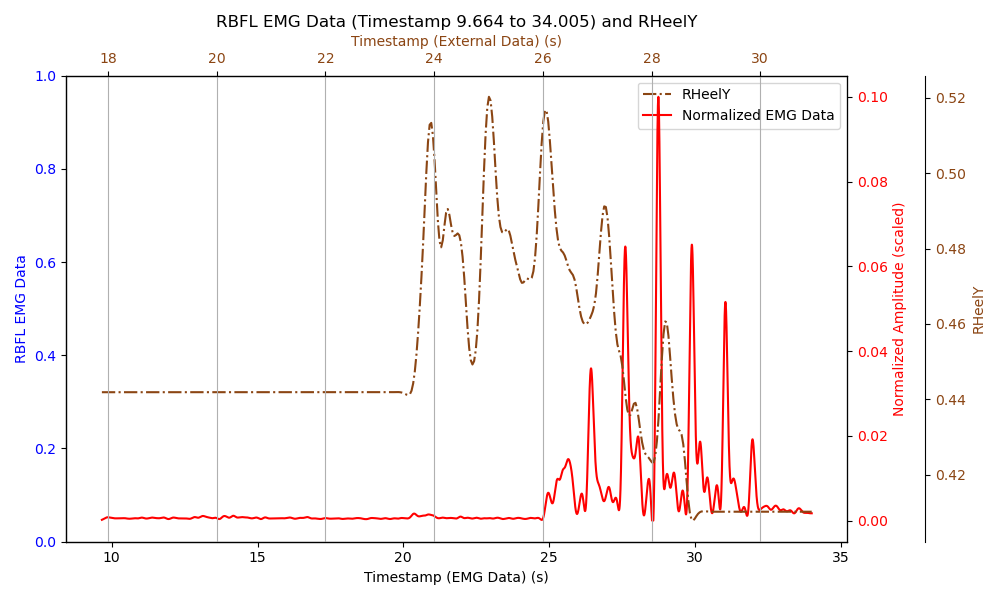 RBFL EMG Data (Timestamp 9.664 to 34.005) and RHeelY
Timestamp (External Data) (s)
18 20 22 24 26 28 30
RHeelY
Normalized EMG Data
RBFL EMG Data
1.0
0.8
0.6
0.4
0.2
0.0
0.10
0.08
0.06
0.04
0.02
0.00
Normalized Amplitude (scaled)
0.52
0.50
0.48
0.46
0.44
0.42
RHeelY
10 15 20 25 30 35
Timestamp (EMG Data) (s)